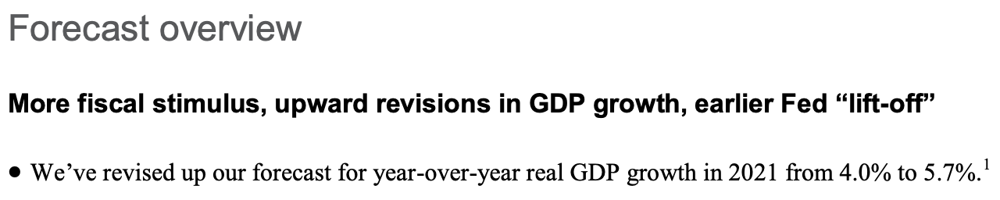 Forecast overview
More fiscal stimulus, upward revisions in GDP growth, earlier Fed “lift-off”
● We’ve revised up our forecast for year-over-year real GDP growth in 2021 from 4.0% to 5.7%.¹